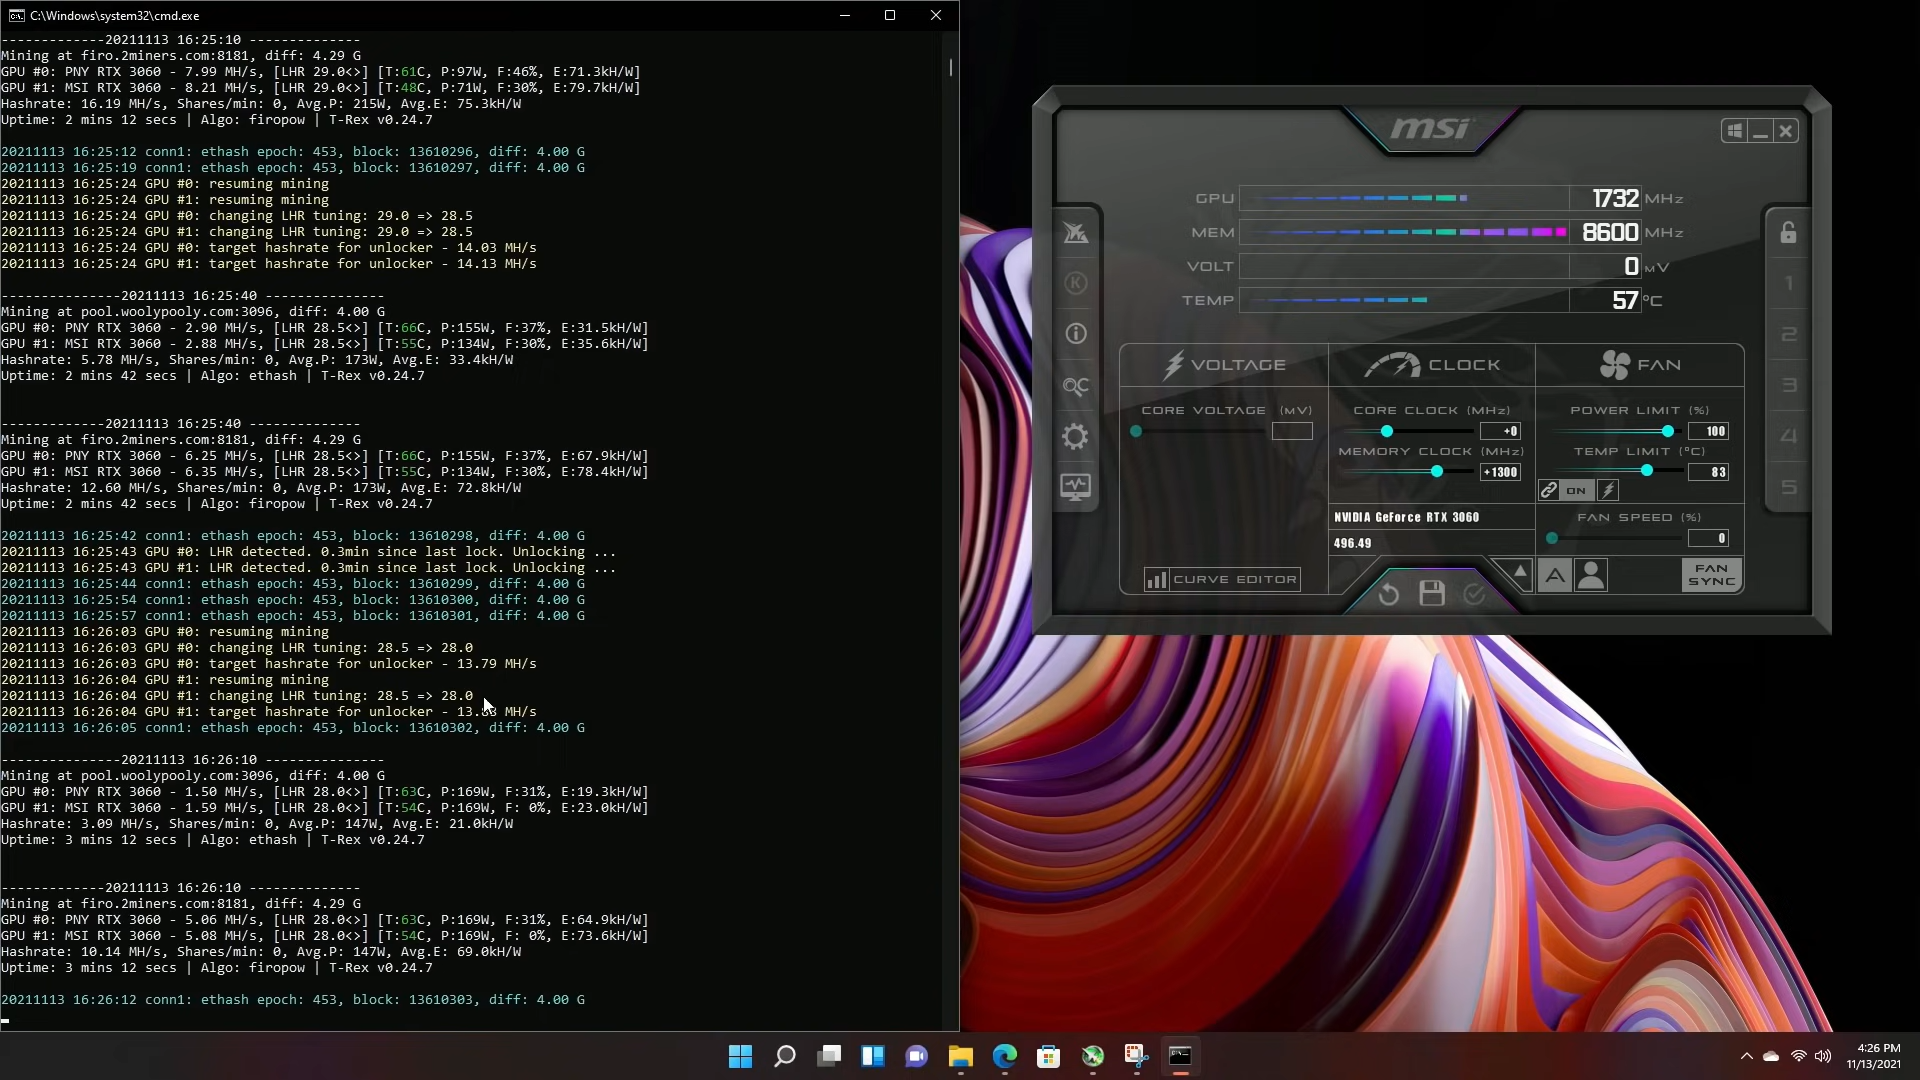 C:\Windows\system32\cmd.exe
-------------20211113 16:25:10 --------------
Mining at firo.2miners.com:8181, diff: 4.29 G
GPU #0: PNY RTX 3060 - 7.99 MH/s, [LHR 29.0<>] [T:61C, P:97W, F:46%, E:71.3kH/W]
GPU #1: MSI RTX 3060 - 8.21 MH/s, [LHR 29.0<>] [T:48C, P:71W, F:30%, E:79.7kH/W]
Hashrate: 16.19 MH/s, Shares/min: 0, Avg.P: 215W, Avg.E: 75.3kH/W
Uptime: 2 mins 12 secs | Algo: firopow | T-Rex v0.24.7
20211113 16:25:12 conn1: ethash epoch: 453, block: 13610296, diff: 4.00 G
20211113 16:25:19 conn1: ethash epoch: 453, block: 13610297, diff: 4.00 G
20211113 16:25:24 GPU #0: resuming mining
20211113 16:25:24 GPU #1: resuming mining
20211113 16:25:24 GPU #0: changing LHR tuning: 29.0 => 28.5
20211113 16:25:24 GPU #1: changing LHR tuning: 29.0 => 28.5
20211113 16:25:24 GPU #0: target hashrate for unlocker - 14.03 MH/s
20211113 16:25:24 GPU #1: target hashrate for unlocker - 14.13 MH/s
---------------20211113 16:25:40 ---------------
Mining at pool.woolypooly.com:3096, diff: 4.00 G
GPU #0: PNY RTX 3060 - 2.90 MH/s, [LHR 28.5<>] [T:66C, P:155W, F:37%, E:31.5kH/W]
GPU #1: MSI RTX 3060 - 2.88 MH/s, [LHR 28.5<>] [T:55C, P:134W, F:30%, E:35.6kH/W]
Hashrate: 5.78 MH/s, Shares/min: 0, Avg.P: 173W, Avg.E: 33.4kH/W
Uptime: 2 mins 42 secs | Algo: ethash | T-Rex v0.24.7
-------------20211113 16:25:40 --------------
Mining at firo.2miners.com:8181, diff: 4.29 G
GPU #0: PNY RTX 3060 - 6.25 MH/s, [LHR 28.5<>] [T:66C, P:155W, F:37%, E:67.9kH/W]
GPU #1: MSI RTX 3060 - 6.35 MH/s, [LHR 28.5<>] [T:55C, P:134W, F:30%, E:78.4kH/W]
Hashrate: 12.60 MH/s, Shares/min: 0, Avg.P: 173W, Avg.E: 72.8kH/W
Uptime: 2 mins 42 secs | Algo: firopow | T-Rex v0.24.7
20211113 16:25:42 conn1: ethash epoch: 453, block: 13610298, diff: 4.00 G
20211113 16:25:43 GPU #0: LHR detected. 0.3min since last lock. Unlocking ...
20211113 16:25:43 GPU #1: LHR detected. 0.3min since last lock. Unlocking ...
20211113 16:25:44 conn1: ethash epoch: 453, block: 13610299, diff: 4.00 G
20211113 16:25:54 conn1: ethash epoch: 453, block: 13610300, diff: 4.00 G
20211113 16:25:57 conn1: ethash epoch: 453, block: 13610301, diff: 4.00 G
20211113 16:26:03 GPU #0: resuming mining
20211113 16:26:03 GPU #0: changing LHR tuning: 28.5 => 28.0
20211113 16:26:03 GPU #0: target hashrate for unlocker - 13.79 MH/s
20211113 16:26:04 GPU #1: resuming mining
20211113 16:26:04 GPU #1: changing LHR tuning: 28.5 => 28.0
20211113 16:26:04 GPU #1: target hashrate for unlocker - MH/s
20211113 16:26:05 conn1: ethash epoch: 453, block: 13610302, diff: 4.00 G
---------------20211113 16:26:10 ---------------
Mining at pool.woolypooly.com:3096, diff: 4.00 G
GPU #0: PNY RTX 3060 - 1.50 MH/s, [LHR 28.0<>] [T:63C, P:169W, F:31%, E:19.3kH/W]
GPU #1: MSI RTX 3060 - 1.59 MH/s, [LHR 28.0<>] [T:54C, P:169W, F: 0%, E:23.0kH/W]
Hashrate: 3.09 MH/s, Shares/min: 0, Avg.P: 147W, Avg.E: 21.0kH/W
Uptime: 3 mins 12 secs | Algo: ethash | T-Rex v0.24.7
-------------20211113 16:26:10 --------------
Mining at firo.2miners.com:8181, diff: 4.29 G
GPU #0: PNY RTX 3060 - 5.06 MH/s, [LHR 28.0<>] [T:63C, P:169W, F:31%, E:64.9kH/W]
GPU #1: MSI RTX 3060 - 5.08 MH/s, [LHR 28.0<>] [T:54C, P:169W, F: 0%, E:73.6kH/W]
Hashrate: 10.14 MH/s, Shares/min: 0, Avg.P: 147W, Avg.E: 69.0kH/W
Uptime: 3 mins 12 secs | Algo: firopow | T-Rex v0.24.7
20211113 16:26:12 conn1: ethash epoch: 453, block: 13610303, diff: 4.00 G
msi
GPU 1732 MHz
MEM 8600 MHz
VOLT 0 MV
TEMP 57 °C
K
OC
1
2
3
4
5
VOLTAGE
CORE VOLTAGE (MV)
CURVE EDITOR
CLOCK
CORE CLOCK (MHz)
+0
MEMORY CLOCK (MHz)
+1300
NVIDIA GeForce RTX 3060
496.49
FAN
POWER LIMIT (%)
100
TEMP LIMIT (°C)
83
ON
FAN SPEED (%)
0
A
FAN
SYNC
4:26 PM
11/13/2021